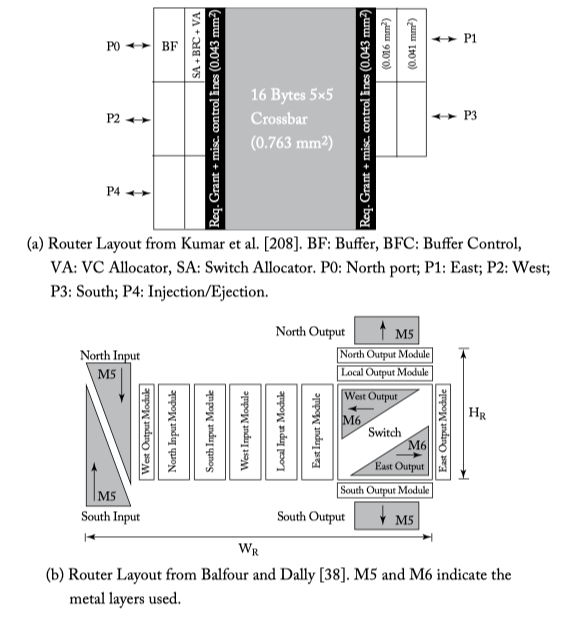 P0
BF
SA + BFC + VA
Req. Grant + misc. control lines (0.043 mm²)
16 Bytes 5×5
Crossbar
(0.763 mm²)
Req. Grant + misc. control lines (0.043 mm²)
(0.016 mm²)
(0.041 mm²)
P1
P2
P3
P4
(a) Router Layout from Kumar et al. [208]. BF: Buffer, BFC: Buffer Control,
VA: VC Allocator, SA: Switch Allocator. P0: North port; P1: East; P2: West;
P3: South; P4: Injection/Ejection.
North Output
M5
North Input
North Output Module
M5
Local Output Module
West Output Module
North Input Module
South Input Module
West Input Module
Local Input Module
East Input Module
West Output
M6
Switch
M6
East Output
East Output Module
HR
M5
South Output Module
South Input
South Output
M5
WR
(b) Router Layout from Balfour and Dally [38]. M5 and M6 indicate the
metal layers used.